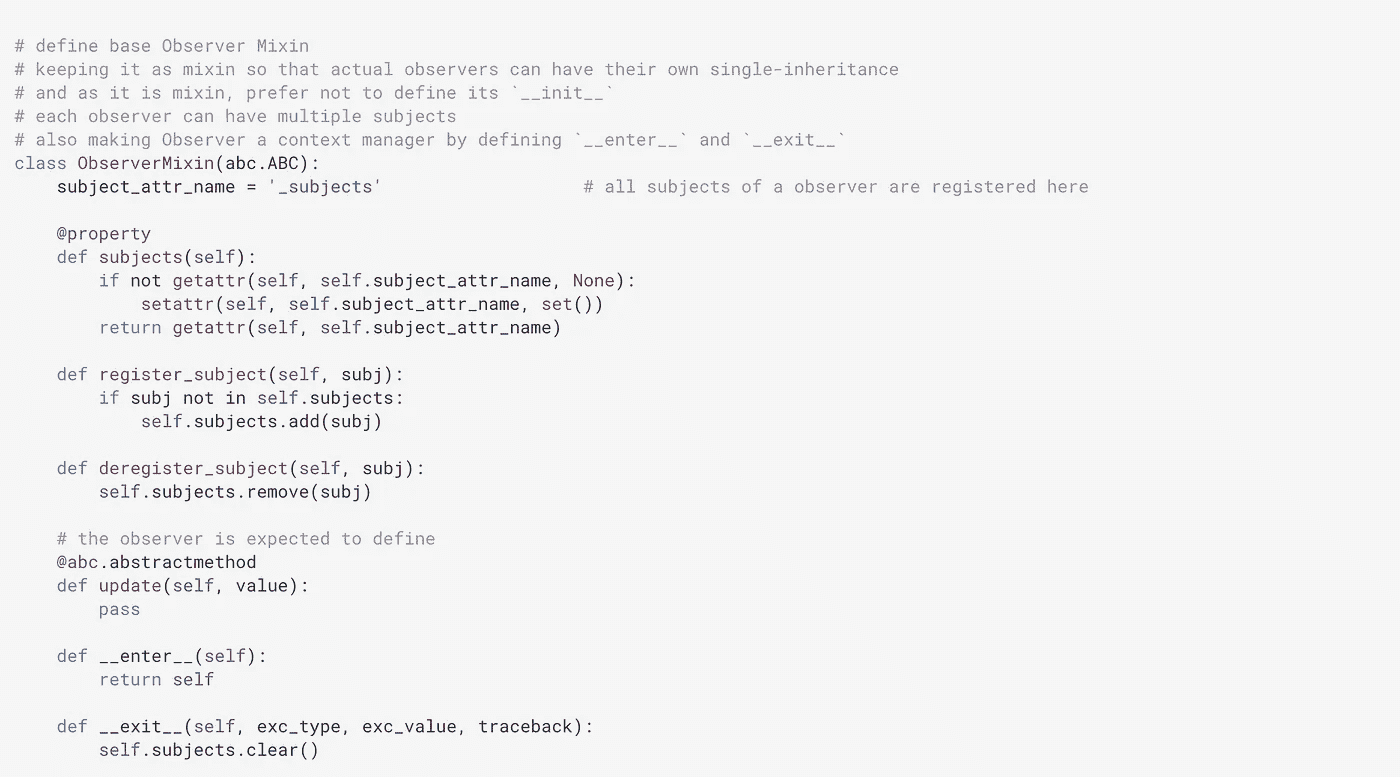 # define base Observer Mixin
# keeping it as mixin so that actual observers can have their own single-inheritance
# and as it is mixin, prefer not to define its `__init__`
# each observer can have multiple subjects
# also making Observer a context manager by defining `__enter__` and `__exit__`
class ObserverMixin(abc.ABC):
    subject_attr_name = '_subjects'                   # all subjects of a observer are registered here

    @property
    def subjects(self):
        if not getattr(self, self.subject_attr_name, None):
            setattr(self, self.subject_attr_name, set())
        return getattr(self, self.subject_attr_name)

    def register_subject(self, subj):
        if subj not in self.subjects:
            self.subjects.add(subj)

    def deregister_subject(self, subj):
        self.subjects.remove(subj)

    # the observer is expected to define
    @abc.abstractmethod
    def update(self, value):
        pass

    def __enter__(self):
        return self

    def __exit__(self, exc_type, exc_value, traceback):
        self.subjects.clear()